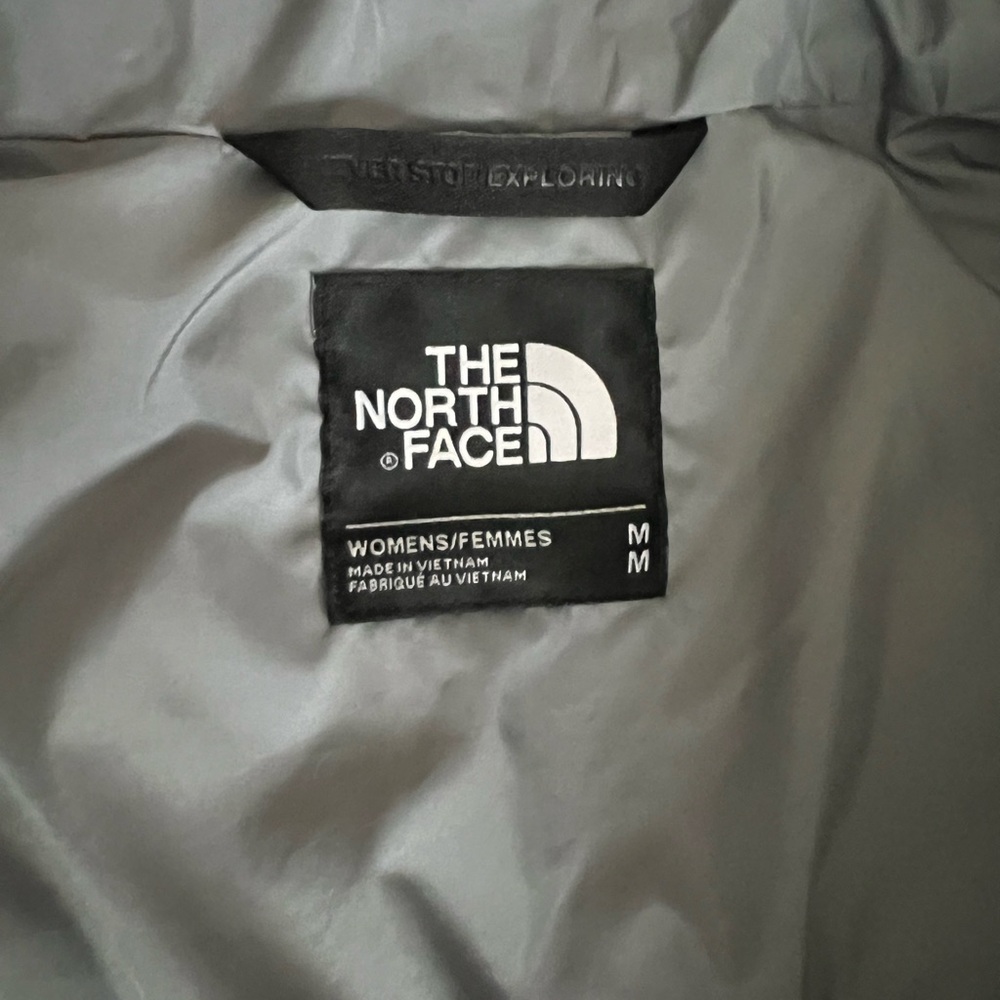 NEVER STOP EXPLORING
THE
NORTH
®FACE
WOMENS/FEMMES M
MADE IN VIETNAM M
FABRIQUÉ AU VIETNAM